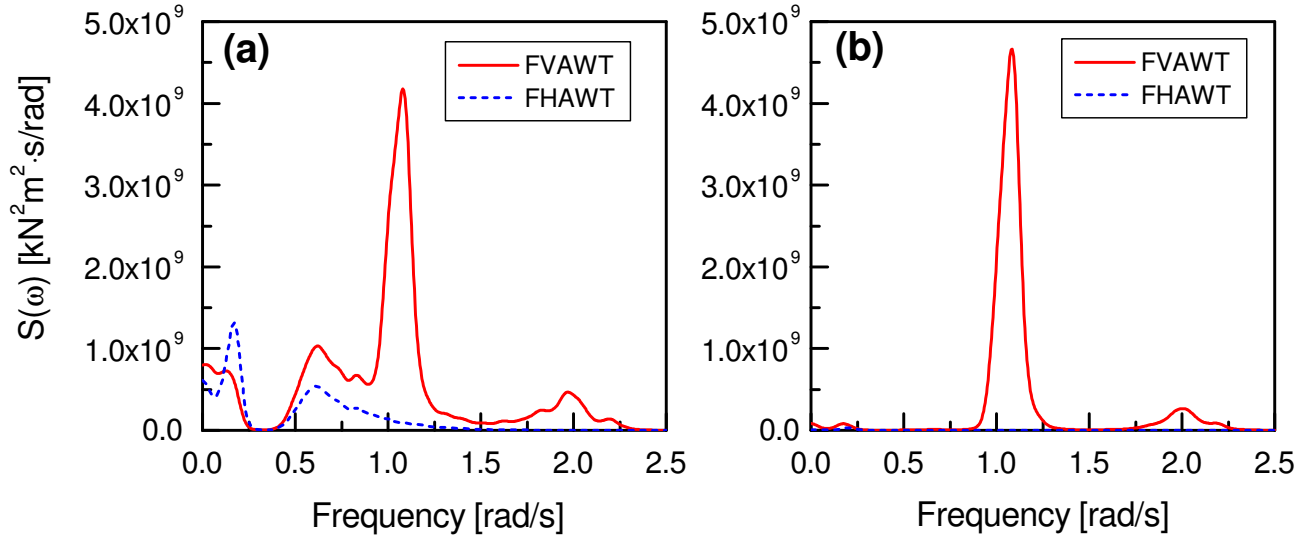 (a)
FVAWT
FHAWT
5.0x10⁹
4.0x10⁹
3.0x10⁹
2.0x10⁹
1.0x10⁹
0.0
0.0 0.5 1.0 1.5 2.0 2.5
S(ω) [kN²m²·s/rad]
Frequency [rad/s]
(b)
FVAWT
FHAWT
5.0x10⁹
4.0x10⁹
3.0x10⁹
2.0x10⁹
1.0x10⁹
0.0
0.0 0.5 1.0 1.5 2.0 2.5
Frequency [rad/s]